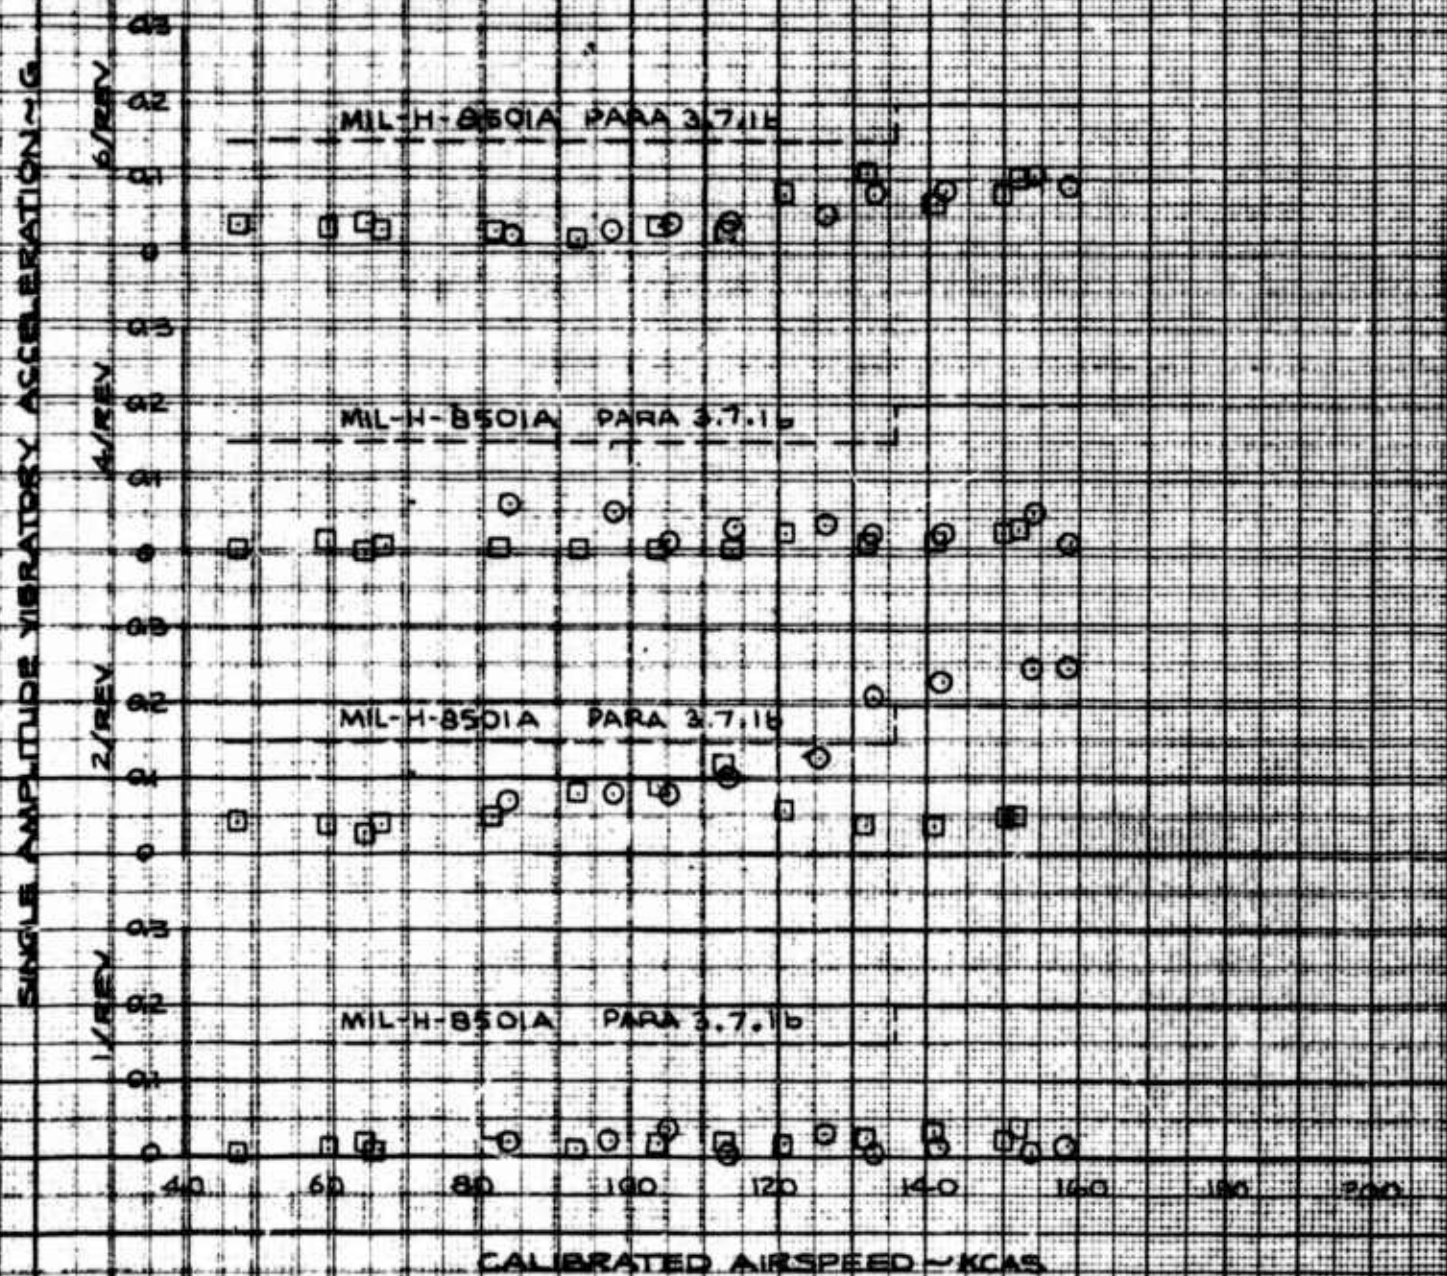 SINGLE AMPLITUDE VIBRATORY ACCELERATION~G
6/REV
0.3
0.2
MIL-H-8501A PARA 3.7.1b
0.1
0
4/REV
0.3
0.2
MIL-H-8501A PARA 3.7.1b
0.1
0
2/REV
0.3
0.2
MIL-H-8501A PARA 3.7.1b
0.1
0
1/REV
0.3
0.2
MIL-H-8501A PARA 3.7.1b
0.1
0
40 60 80 100 120 140 160 180 200
CALIBRATED AIRSPEED ~ KCAS